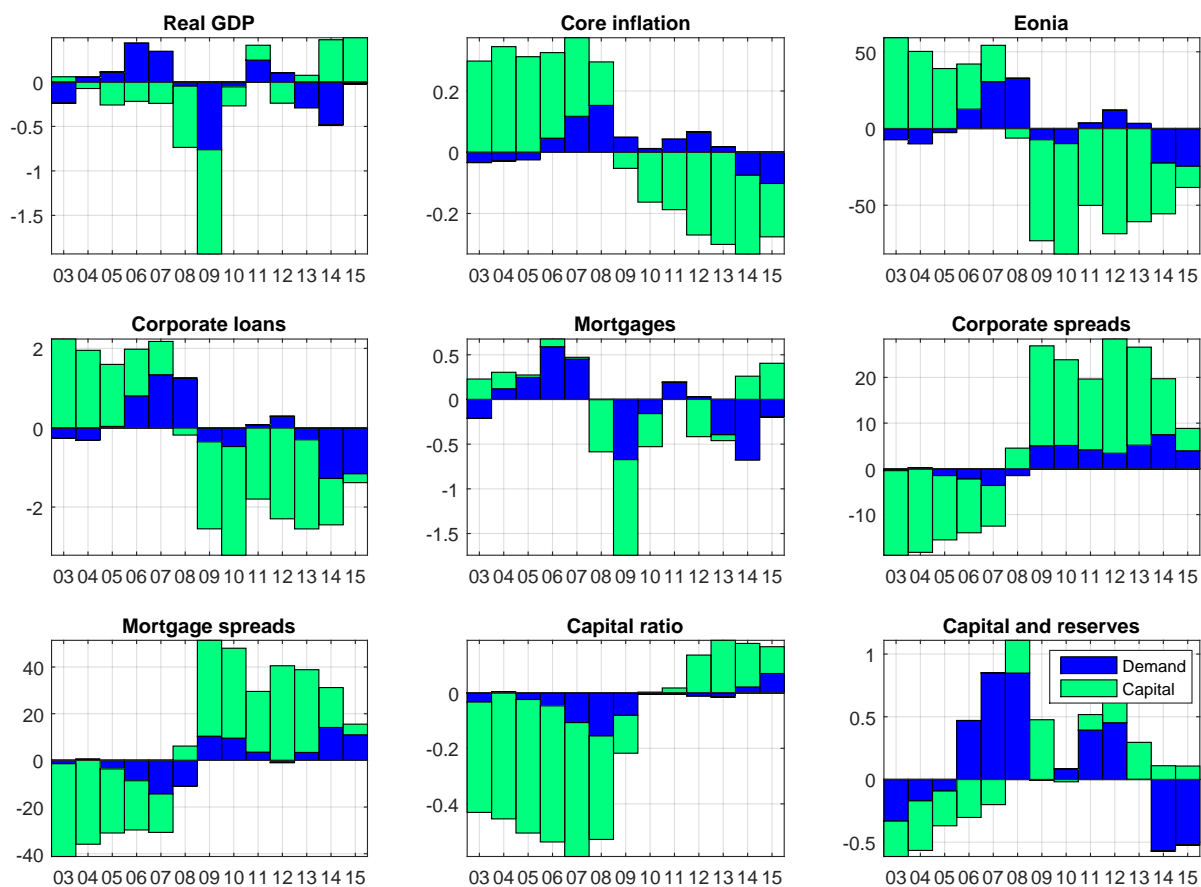 Real GDP
0
-0.5
-1
-1.5
03 04 05 06 07 08 09 10 11 12 13 14 15
Core inflation
0.2
0
-0.2
03 04 05 06 07 08 09 10 11 12 13 14 15
Eonia
50
0
-50
03 04 05 06 07 08 09 10 11 12 13 14 15
Corporate loans
2
0
-2
03 04 05 06 07 08 09 10 11 12 13 14 15
Mortgages
0.5
0
-0.5
-1
-1.5
03 04 05 06 07 08 09 10 11 12 13 14 15
Corporate spreads
20
10
0
-10
03 04 05 06 07 08 09 10 11 12 13 14 15
Mortgage spreads
40
20
0
-20
-40
03 04 05 06 07 08 09 10 11 12 13 14 15
Capital ratio
0
-0.2
-0.4
03 04 05 06 07 08 09 10 11 12 13 14 15
Capital and reserves
1
0.5
0
-0.5
Demand
Capital
03 04 05 06 07 08 09 10 11 12 13 14 15